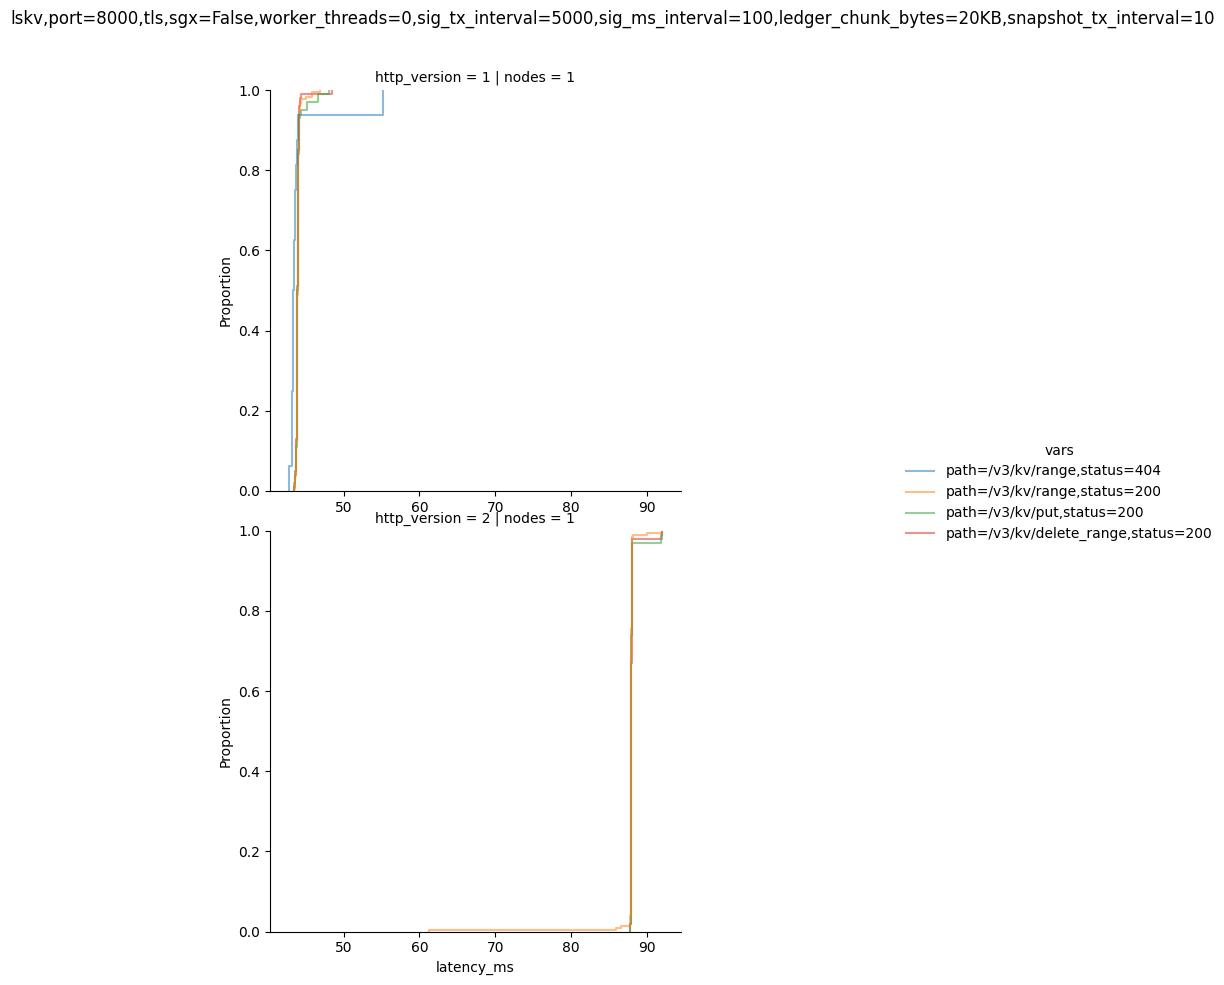 lskv,port=8000,tls,sgx=False,worker_threads=0,sig_tx_interval=5000,sig_ms_interval=100,ledger_chunk_bytes=20KB,snapshot_tx_interval=10
http_version = 1 | nodes = 1
1.0
0.8
0.6
0.4
0.2
0.0
Proportion
50 60 70 80 90
http_version = 2 | nodes = 1
1.0
0.8
0.6
0.4
0.2
0.0
Proportion
50 60 70 80 90
latency_ms
vars
path=/v3/kv/range,status=404
path=/v3/kv/range,status=200
path=/v3/kv/put,status=200
path=/v3/kv/delete_range,status=200